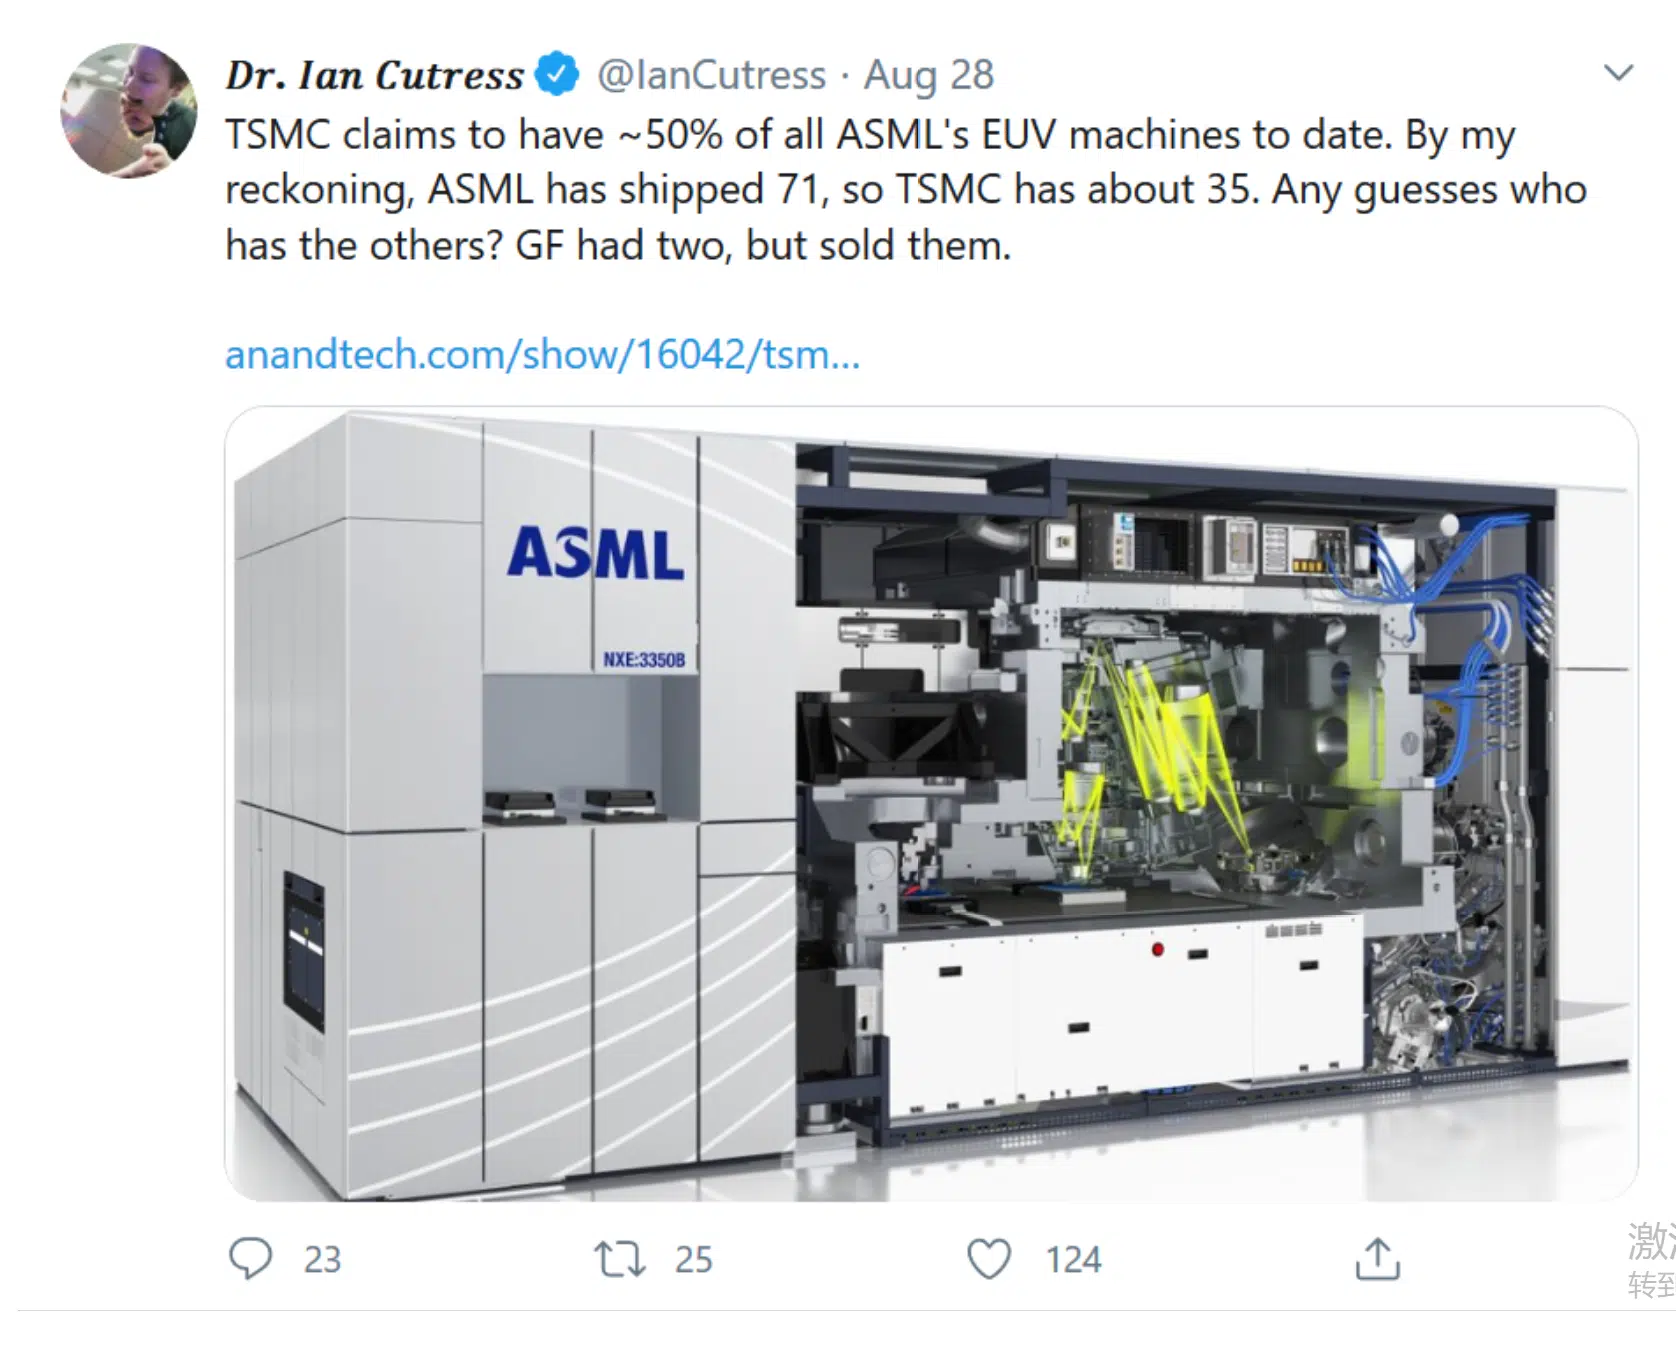 Dr. Ian Cutress @IanCutress · Aug 28
TSMC claims to have ~50% of all ASML's EUV machines to date. By my
reckoning, ASML has shipped 71, so TSMC has about 35. Any guesses who
has the others? GF had two, but sold them.
anandtech.com/show/16042/tsm...
ASML
NXE:3350B
23 25 124
激
转到